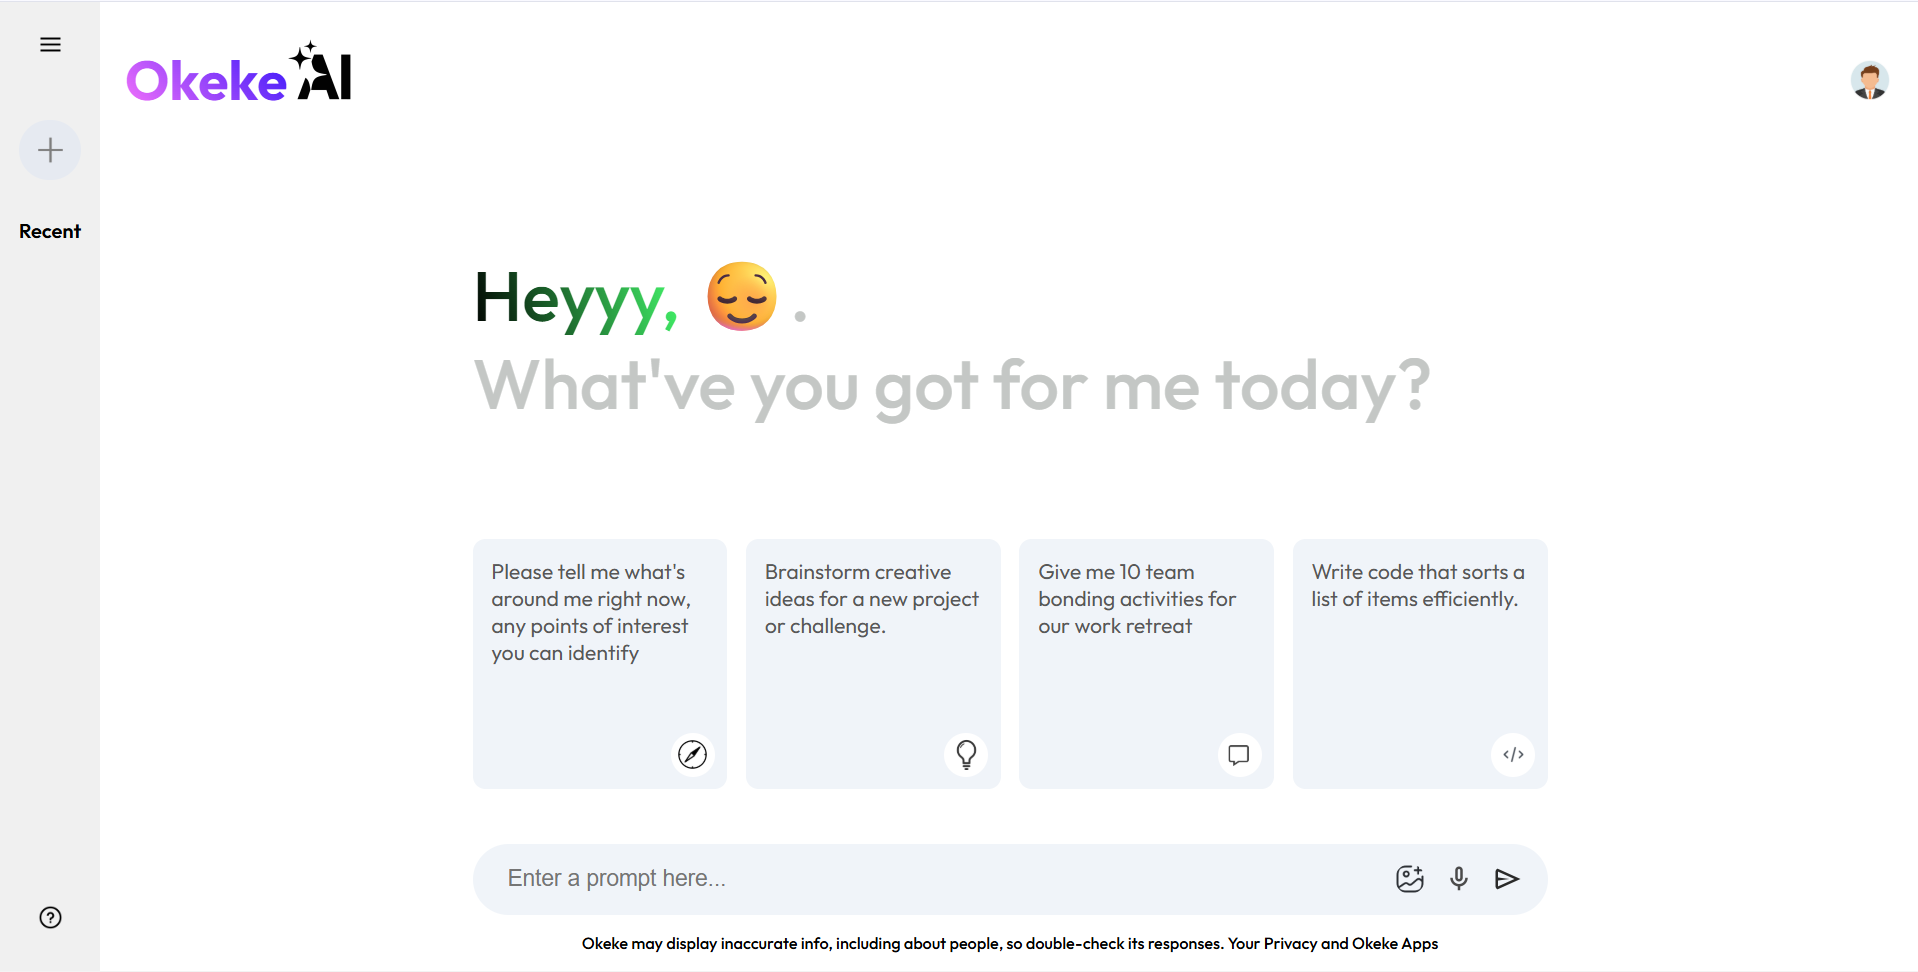 Okeke AI
Recent
Heyyy, 😌 .
What've you got for me today?
Please tell me what's
around me right now,
any points of interest
you can identify
Brainstorm creative
ideas for a new project
or challenge.
Give me 10 team
bonding activities for
our work retreat
Write code that sorts a
list of items efficiently.
</>
Enter a prompt here...
Okeke may display inaccurate info, including about people, so double-check its responses. Your Privacy and Okeke Apps